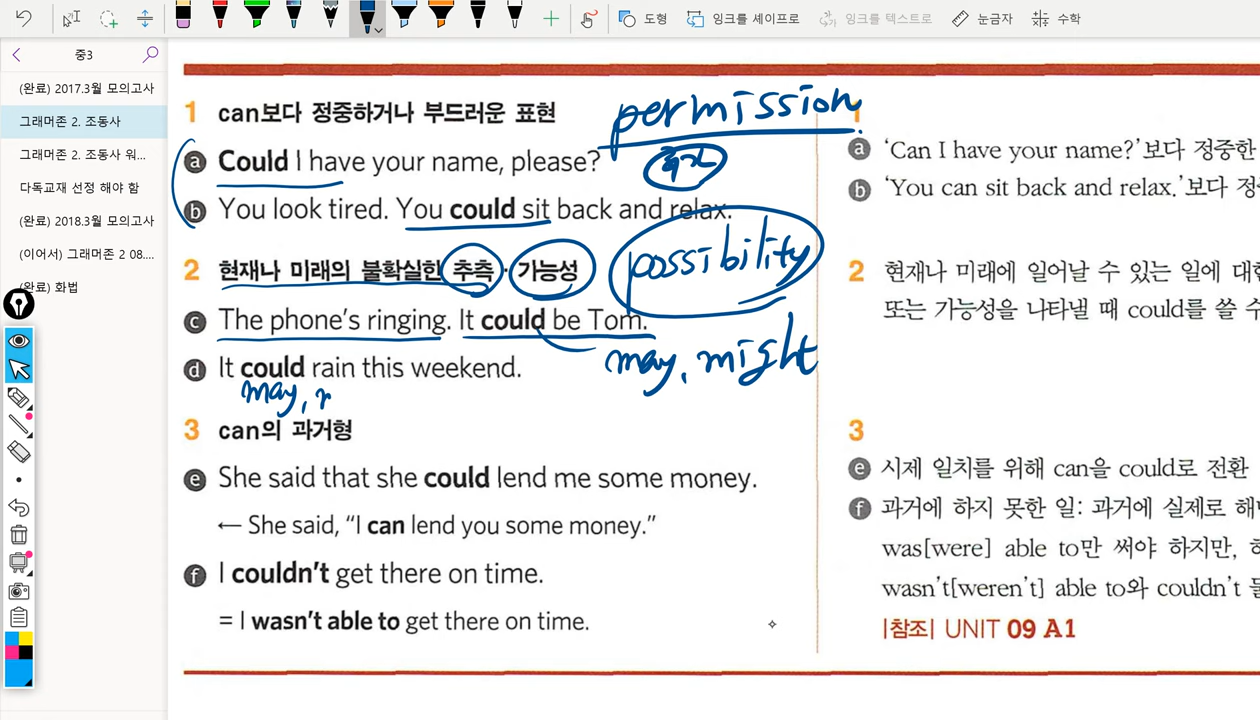 도형
잉크를 셰이프로
잉크를 텍스트로
눈금자
수학
중3
(완료) 2017.3월 모의고사
그래머존 2. 조동사
그래머존 2. 조동사 워...
다독교재 선정 해야 함
(완료) 2018.3월 모의고사
(이어서) 그래머존 2 08....
(완료) 화법
1 can보다 정중하거나 부드러운 표현
permission
a Could I have your name, please?
b You look tired. You could sit back and relax.
2 현재나 미래의 불확실한 추측·가능성
possibility
c The phone's ringing. It could be Tom.
may, might
d It could rain this weekend.
may,
3 can의 과거형
e She said that she could lend me some money.
← She said, "I can lend you some money."
f I couldn't get there on time.
= I wasn't able to get there on time.
1
a 'Can I have your name?'보다 정중한
b 'You can sit back and relax.'보다
2 현재나 미래에 일어날 수 있는 일에
또는 가능성을 나타낼 때 could를 쓸
3
e 시제 일치를 위해 can을 could로 전환
f 과거에 하지 못한 일: 과거에 실제로
was[were] able to만 써야 하지만,
wasn't[weren't] able to와 couldn't
|참조| UNIT 09 A1